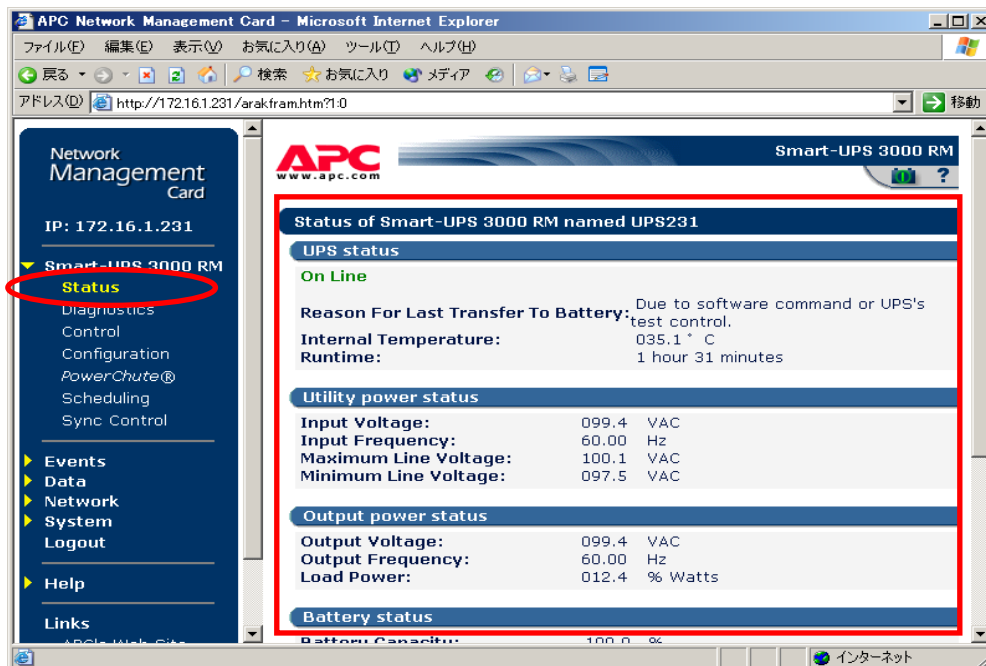 APC Network Management Card - Microsoft Internet Explorer
ファイル(F) 編集(E) 表示(V) お気に入り(A) ツール(T) ヘルプ(H)
戻る 検索 お気に入り メディア
アドレス(D) http://172.16.1.231/arakfram.htm?1:0 移動
Network
Management
Card
IP: 172.16.1.231
Smart-UPS 3000 RM
Status
Diagnostics
Control
Configuration
PowerChute®
Scheduling
Sync Control
Events
Data
Network
System
Logout
Help
Links
APC's Web Site
APC
www.apc.com
Smart-UPS 3000 RM
?
Status of Smart-UPS 3000 RM named UPS231
UPS status
On Line
Reason For Last Transfer To Battery: Due to software command or UPS's
test control.
Internal Temperature: 035.1 ° C
Runtime: 1 hour 31 minutes
Utility power status
Input Voltage: 099.4 VAC
Input Frequency: 60.00 Hz
Maximum Line Voltage: 100.1 VAC
Minimum Line Voltage: 097.5 VAC
Output power status
Output Voltage: 099.4 VAC
Output Frequency: 60.00 Hz
Load Power: 012.4 % Watts
Battery status
Battery Capacity: 100.0 %
インターネット